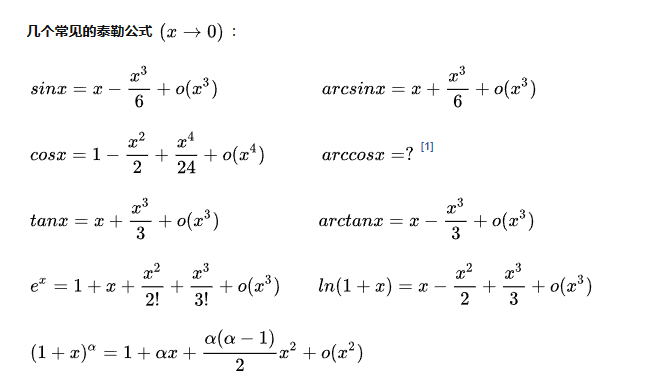 几个常见的泰勒公式 (x → 0) ：
sinx = x − x³/6 + o(x³) arcsinx = x + x³/6 + o(x³)
cosx = 1 − x²/2 + x⁴/24 + o(x⁴) arccosx =? [1]
tanx = x + x³/3 + o(x³) arctanx = x − x³/3 + o(x³)
eˣ = 1 + x + x²/2! + x³/3! + o(x³) ln(1 + x) = x − x²/2 + x³/3 + o(x³)
(1 + x)^α = 1 + αx + α(α − 1)/2 x² + o(x²)